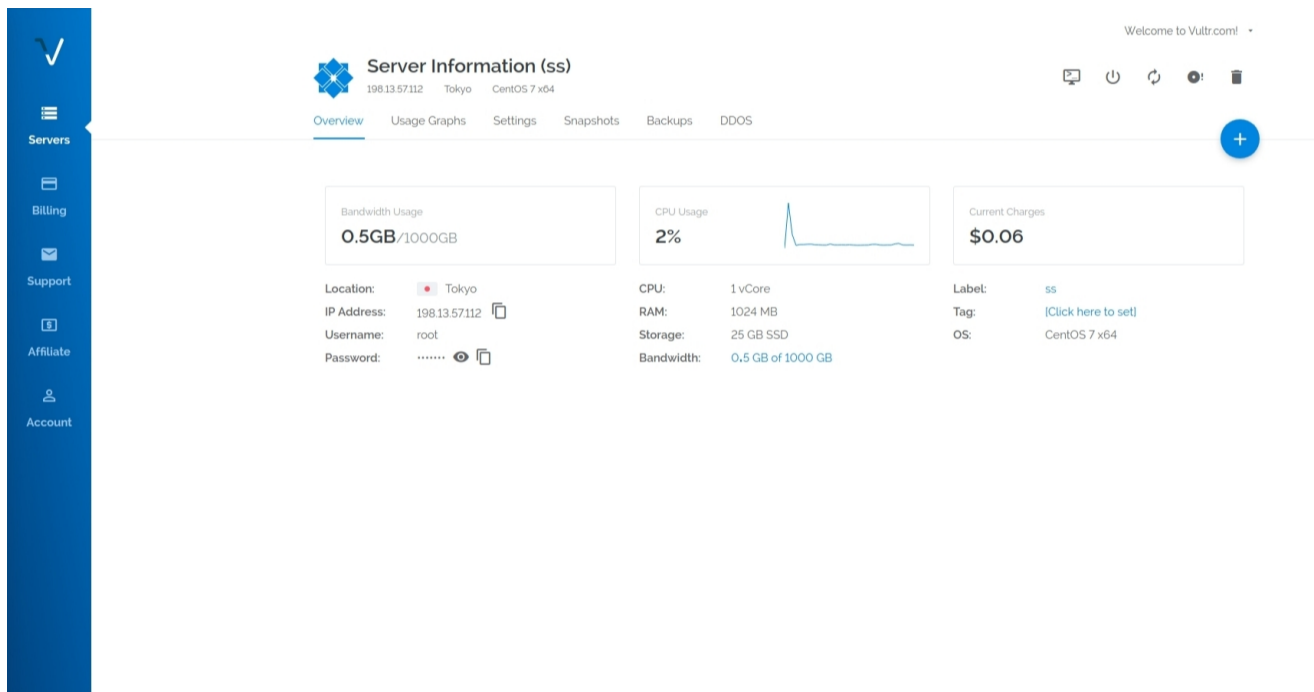 Welcome to Vultr.com!
Server Information (ss)
198.13.57.112 Tokyo CentOS 7 x64
Overview Usage Graphs Settings Snapshots Backups DDOS
Servers
Billing
Support
Affiliate
Account
Bandwidth Usage
0.5GB/1000GB
CPU Usage
2%
Current Charges
$0.06
Location: Tokyo
IP Address: 198.13.57.112
Username: root
Password: .......
CPU: 1 vCore
RAM: 1024 MB
Storage: 25 GB SSD
Bandwidth: 0.5 GB of 1000 GB
Label: ss
Tag: [Click here to set]
OS: CentOS 7 x64